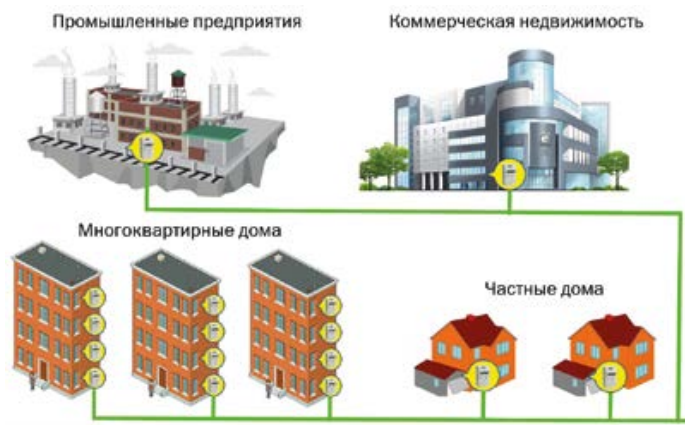 Промышленные предприятия
Коммерческая недвижимость
Многоквартирные дома
Частные дома